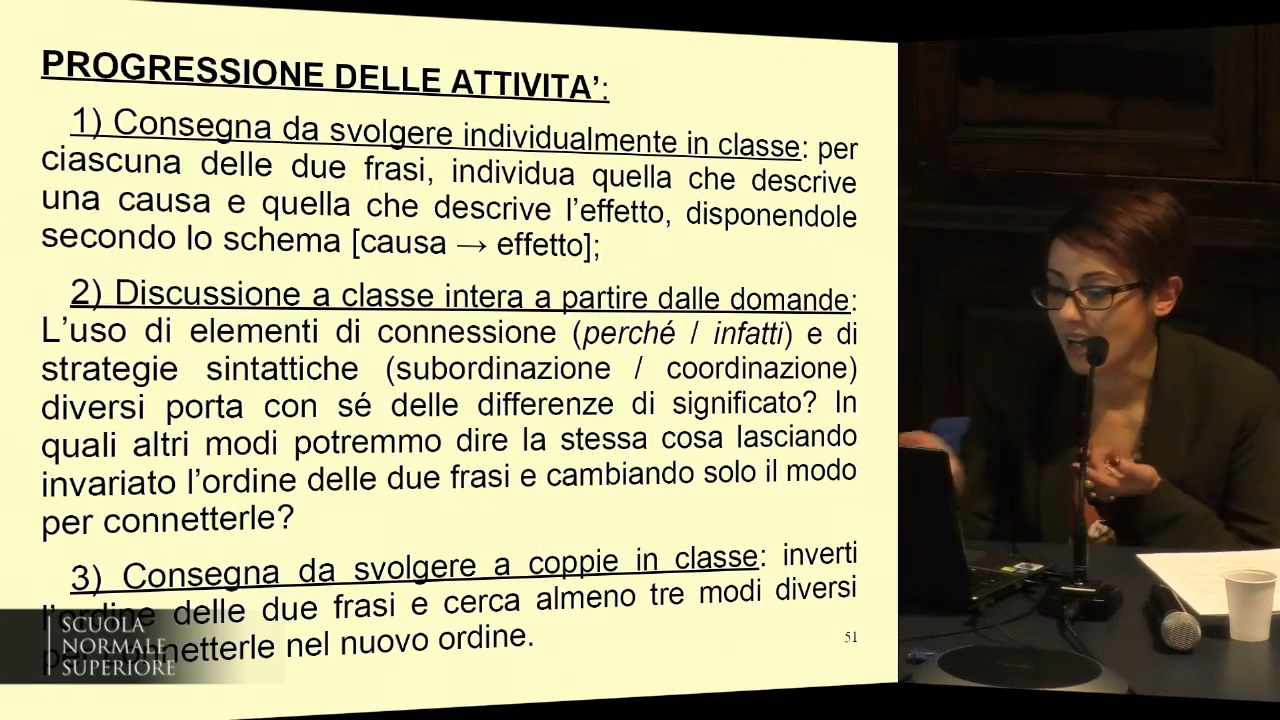 PROGRESSIONE DELLE ATTIVITA’:
1) Consegna da svolgere individualmente in classe: per
ciascuna delle due frasi, individua quella che descrive
una causa e quella che descrive l’effetto, disponendole
secondo lo schema [causa → effetto];
2) Discussione a classe intera a partire dalle domande:
L’uso di elementi di connessione (perché / infatti) e di
strategie sintattiche (subordinazione / coordinazione)
diversi porta con sé delle differenze di significato? In
quali altri modi potremmo dire la stessa cosa lasciando
invariato l’ordine delle due frasi e cambiando solo il modo
per connetterle?
3) Consegna da svolgere a coppie in classe: inverti
l’ordine delle due frasi e cerca almeno tre modi diversi
per connetterle nel nuovo ordine.
51
SCUOLA
NORMALE
SUPERIORE